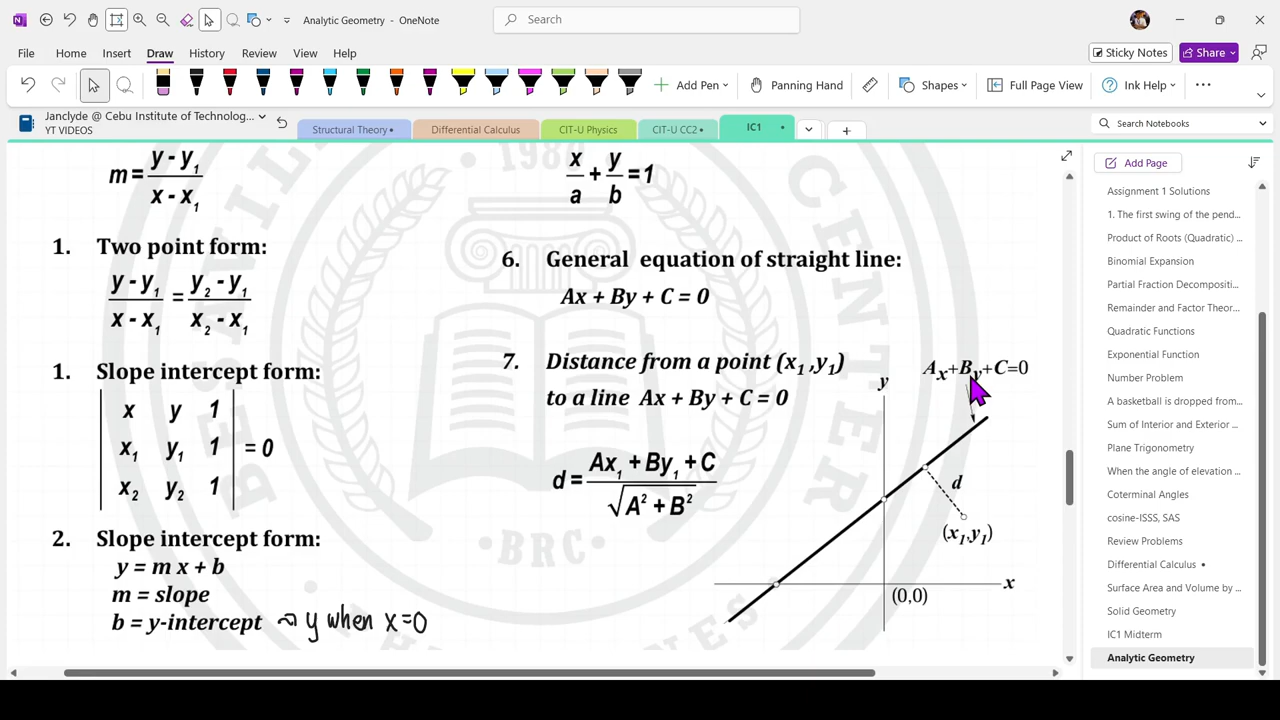 Analytic Geometry - OneNote
Search
File Home Insert Draw History Review View Help
Sticky Notes
Share
Add Pen
Panning Hand
Shapes
Full Page View
Ink Help
Janclyde @ Cebu Institute of Technolog...
YT VIDEOS
Structural Theory
Differential Calculus
CIT-U Physics
CIT-U CC2
IC1
Search Notebooks
m = (y - y₁) / (x - x₁)
1. Two point form:
(y - y₁) / (x - x₁) = (y₂ - y₁) / (x₂ - x₁)
1. Slope intercept form:
x y 1
x₁ y₁ 1 = 0
x₂ y₂ 1
2. Slope intercept form:
y = m x + b
m = slope
b = y-intercept ~ y when x=0
x/a + y/b = 1
6. General equation of straight line:
Ax + By + C = 0
7. Distance from a point (x₁ ,y₁)
to a line Ax + By + C = 0
d = (Ax₁ + By₁ + C) / √(A² + B²)
Ax+By+C=0
y
d
(x₁,y₁)
x
(0,0)
BRC
Add Page
Assignment 1 Solutions
1. The first swing of the pend...
Product of Roots (Quadratic) ...
Binomial Expansion
Partial Fraction Decompositi...
Remainder and Factor Theor...
Quadratic Functions
Exponential Function
Number Problem
A basketball is dropped from...
Sum of Interior and Exterior ...
Plane Trigonometry
When the angle of elevation ...
Coterminal Angles
cosine-ISSS, SAS
Review Problems
Differential Calculus
Surface Area and Volume by ...
Solid Geometry
IC1 Midterm
Analytic Geometry